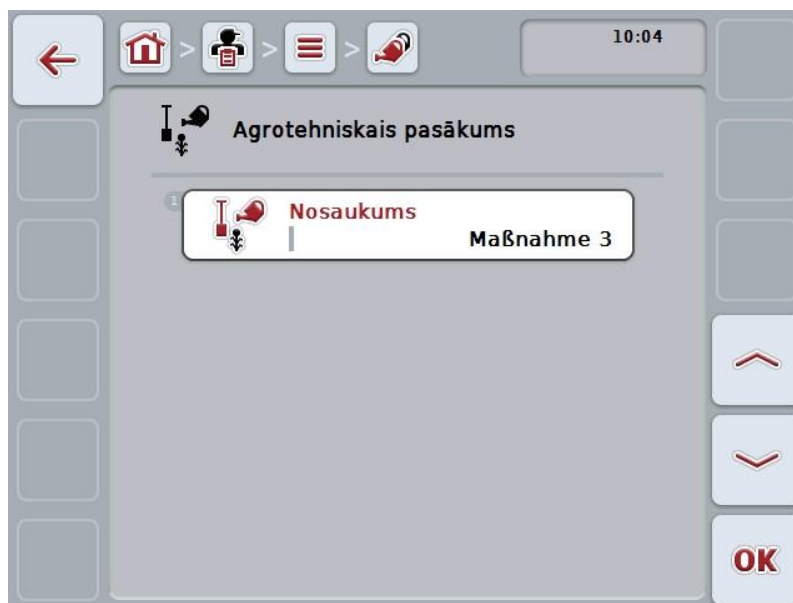 > > >
10:04
Agrotehniskais pasākums
1
Nosaukums
Maßnahme 3
OK